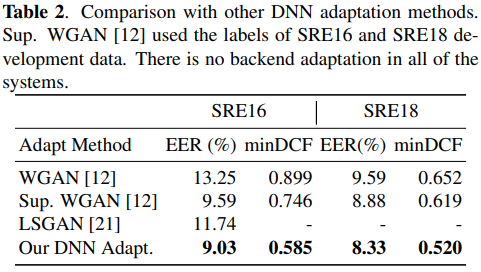 Table 2. Comparison with other DNN adaptation methods.
Sup. WGAN [12] used the labels of SRE16 and SRE18 de-
velopment data. There is no backend adaptation in all of the
systems.
SRE16 | SRE18
Adapt Method EER (%) minDCF EER(%) minDCF
WGAN [12] 13.25 0.899 9.59 0.652
Sup. WGAN [12] 9.59 0.746 8.88 0.619
LSGAN [21] 11.74 - - -
Our DNN Adapt. 9.03 0.585 8.33 0.520